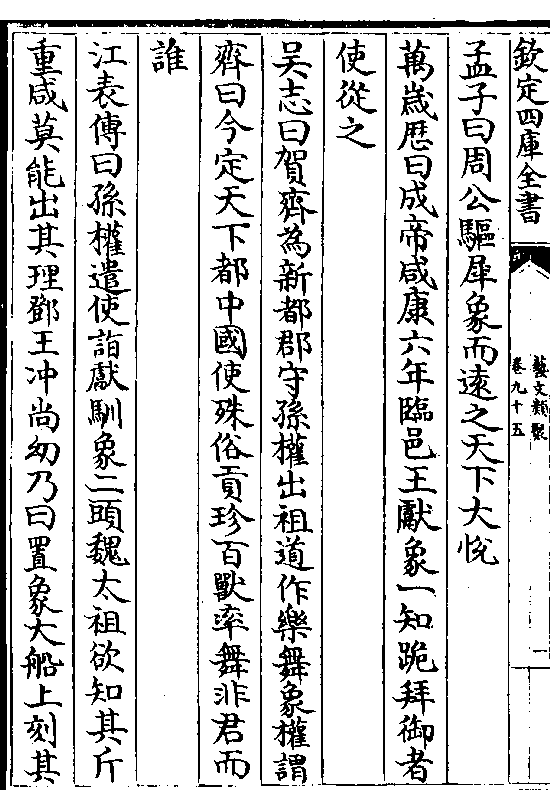 欽定四庫全書
藝文類聚
卷九十五
一
孟子曰周公驅犀象而遠之天下大悅
萬嵗厯曰成帝咸康六年臨邑王獻象一知跪拜御者
使從之
吴志曰賀齊為新都郡守孫權出祖道作樂舞象權謂
齊曰今定天下都中國使殊俗貢珍百獸率舞非君而
誰
江表傳曰孫權遣使詣獻馴象二頭魏太祖欲知其斤
重咸莫能出其理鄧王冲尚幼乃曰置象大船上刻其